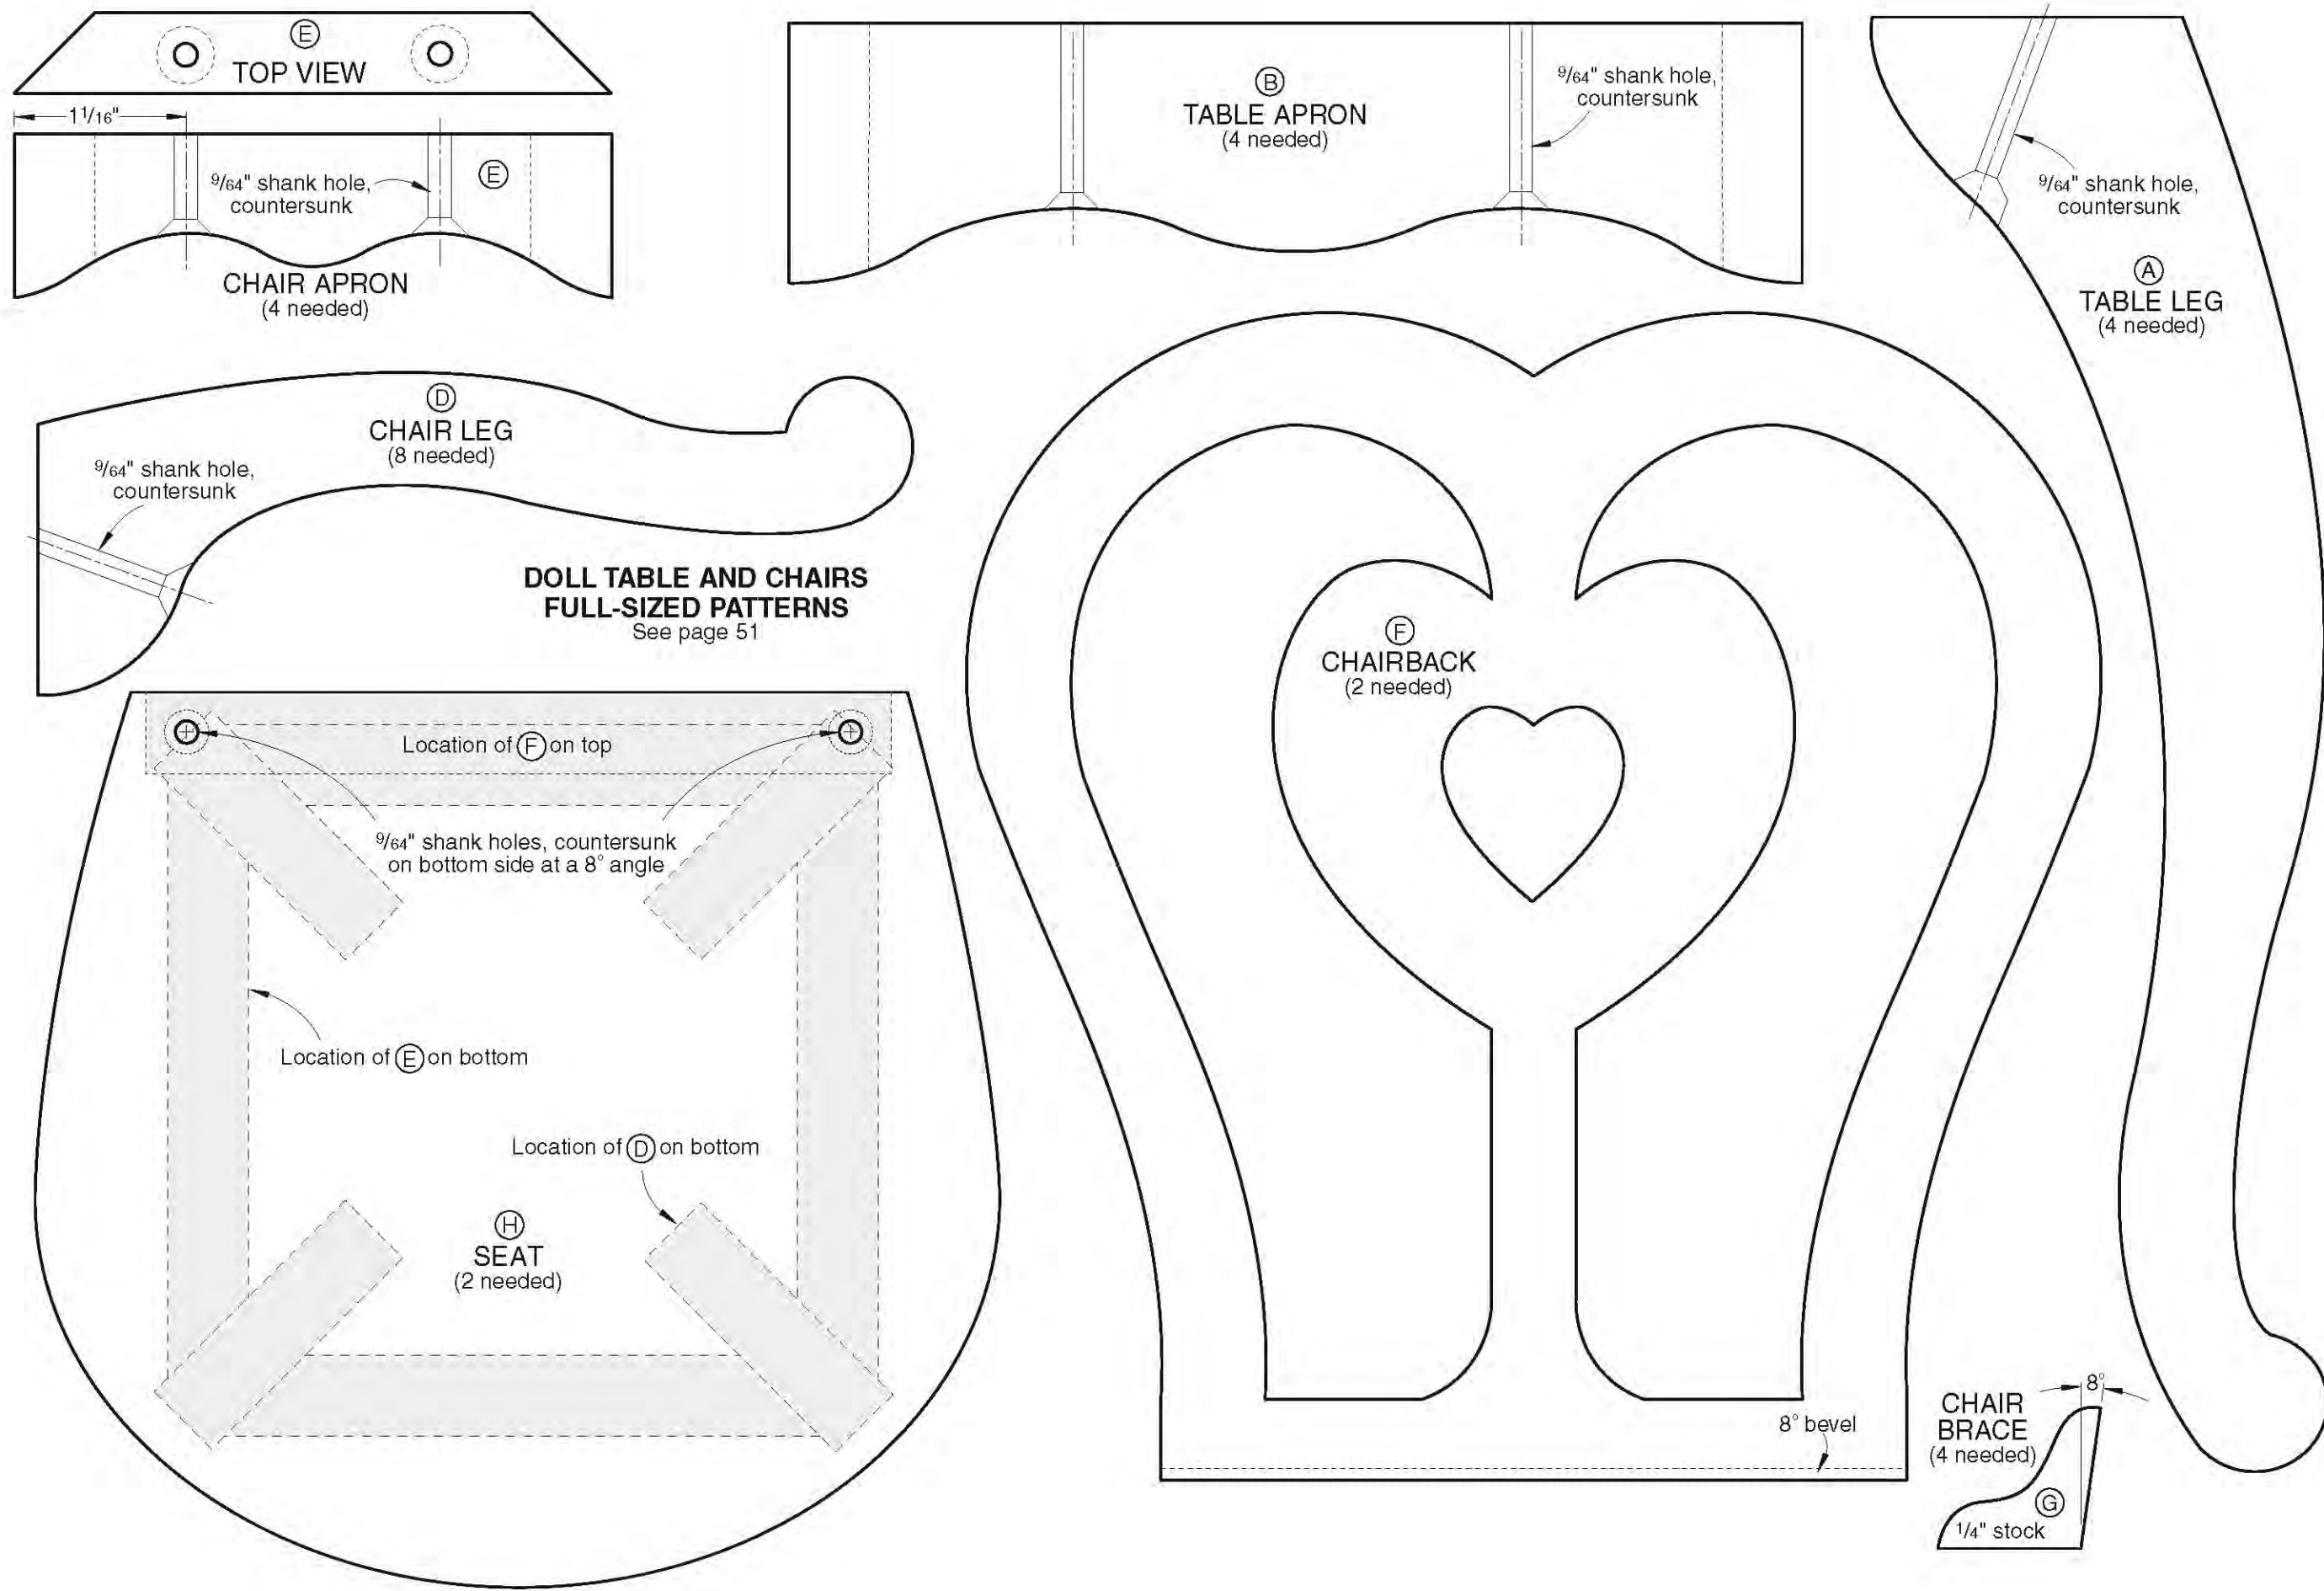 Ⓔ
TOP VIEW
1 1/16"
9/64" shank hole,
countersunk
Ⓔ
CHAIR APRON
(4 needed)
Ⓑ
TABLE APRON
(4 needed)
9/64" shank hole,
countersunk
9/64" shank hole,
countersunk
Ⓐ
TABLE LEG
(4 needed)
Ⓓ
CHAIR LEG
(8 needed)
9/64" shank hole,
countersunk
DOLL TABLE AND CHAIRS
FULL-SIZED PATTERNS
See page 51
Ⓕ
CHAIRBACK
(2 needed)
Location of Ⓕ on top
9/64" shank holes, countersunk
on bottom side at a 8° angle
Location of Ⓔ on bottom
Location of Ⓓ on bottom
Ⓗ
SEAT
(2 needed)
8° bevel
8°
CHAIR
BRACE
(4 needed)
Ⓖ
1/4" stock